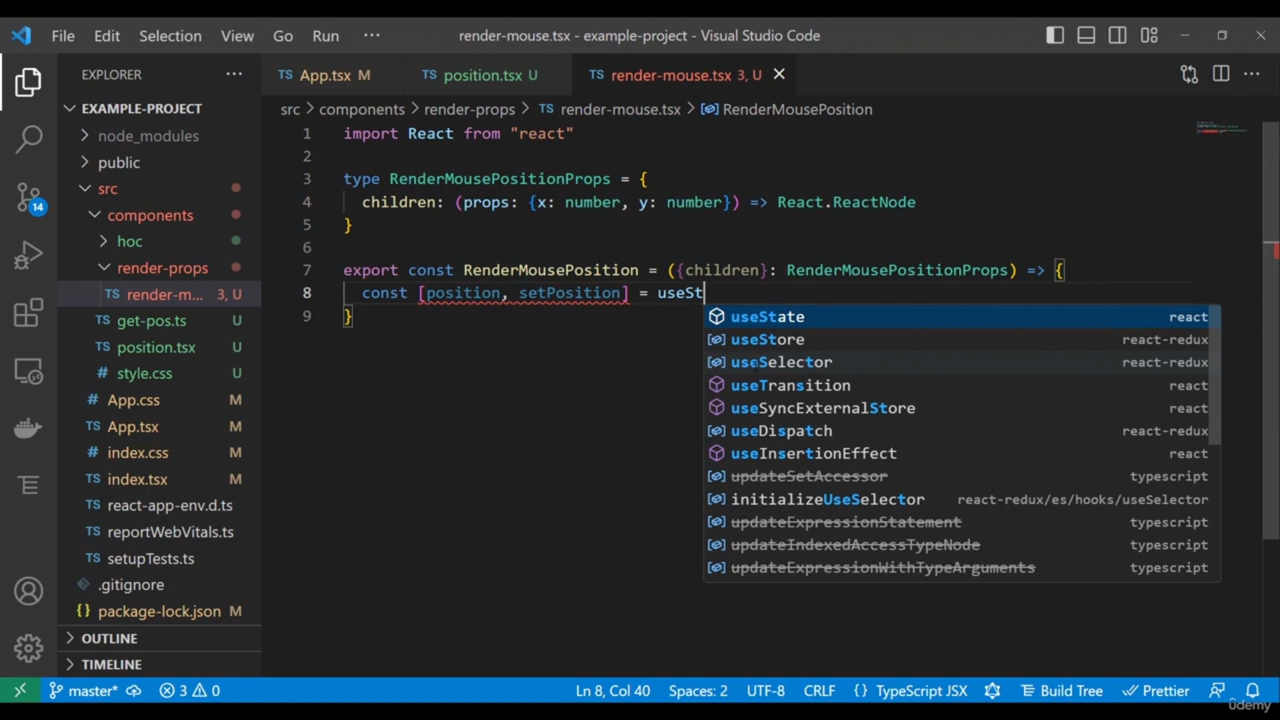 File Edit Selection View Go Run ··· render-mouse.tsx - example-project - Visual Studio Code
EXPLORER ···
TS App.tsx M TS position.tsx U TS render-mouse.tsx 3, U
EXAMPLE-PROJECT
src > components > render-props > TS render-mouse.tsx > RenderMousePosition
node_modules
public
src
components
hoc
render-props
TS render-m... 3, U
TS get-pos.ts U
TS position.tsx U
TS style.css U
# App.css M
TS App.tsx M
# index.css M
TS index.tsx M
TS react-app-env.d.ts
TS reportWebVitals.ts
TS setupTests.ts
.gitignore
{} package-lock.json M
OUTLINE
TIMELINE
14
1 import React from "react"
2
3 type RenderMousePositionProps = {
4 children: (props: {x: number, y: number}) => React.ReactNode
5 }
6
7 export const RenderMousePosition = ({children}: RenderMousePositionProps) => {
8 const [position, setPosition] = useSt
9 }
useState react
useStore react-redux
useSelector react-redux
useTransition react
useSyncExternalStore react
useDispatch react-redux
useInsertionEffect react
updateSetAccessor typescript
initializeUseSelector react-redux/es/hooks/useSelector
updateExpressionStatement typescript
updateIndexedAccessTypeNode typescript
updateExpressionWithTypeArguments typescript
master* 3 0 Ln 8, Col 40 Spaces: 2 UTF-8 CRLF {} TypeScript JSX Build Tree Prettier
ûdemy